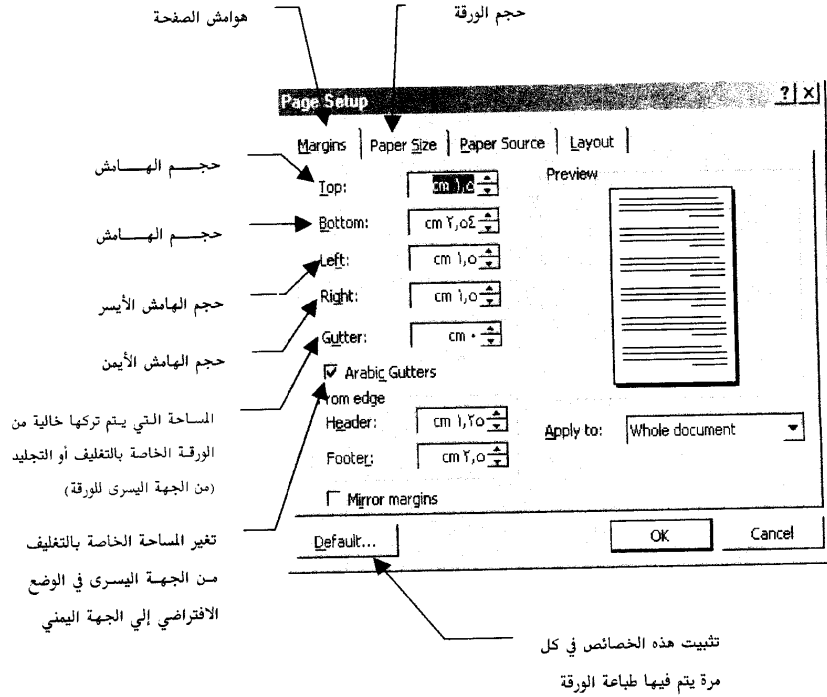 هوامش الصفحة
حجم الورقة
Page Setup
Margins
Paper Size
Paper Source
Layout
حجـــم الهــــامش
Top:
cm ١,٥
Preview
حجـــم الهــــامش
Bottom:
cm ٢,٥٤
حجم الهامش الأيسر
Left:
cm ١,٥
Right:
cm ١,٥
حجم الهامش الأيمن
Gutter:
cm ٠
Arabic Gutters
From edge
المساحة التي يتم تركها خالية من
الورقة الخاصة بالتغليف أو التجليد
(من الجهة اليسرى للورقة)
Header:
cm ١,٢٥
Apply to:
Whole document
Footer:
cm ٢,٥
Mirror margins
تغير المساحة الخاصة بالتغليف
من الجهة اليسرى في الوضع
الافتراضي إلي الجهة اليمني
Default...
OK
Cancel
تثبيت هذه الخصائص في كل
مرة يتم فيها طباعة الورقة